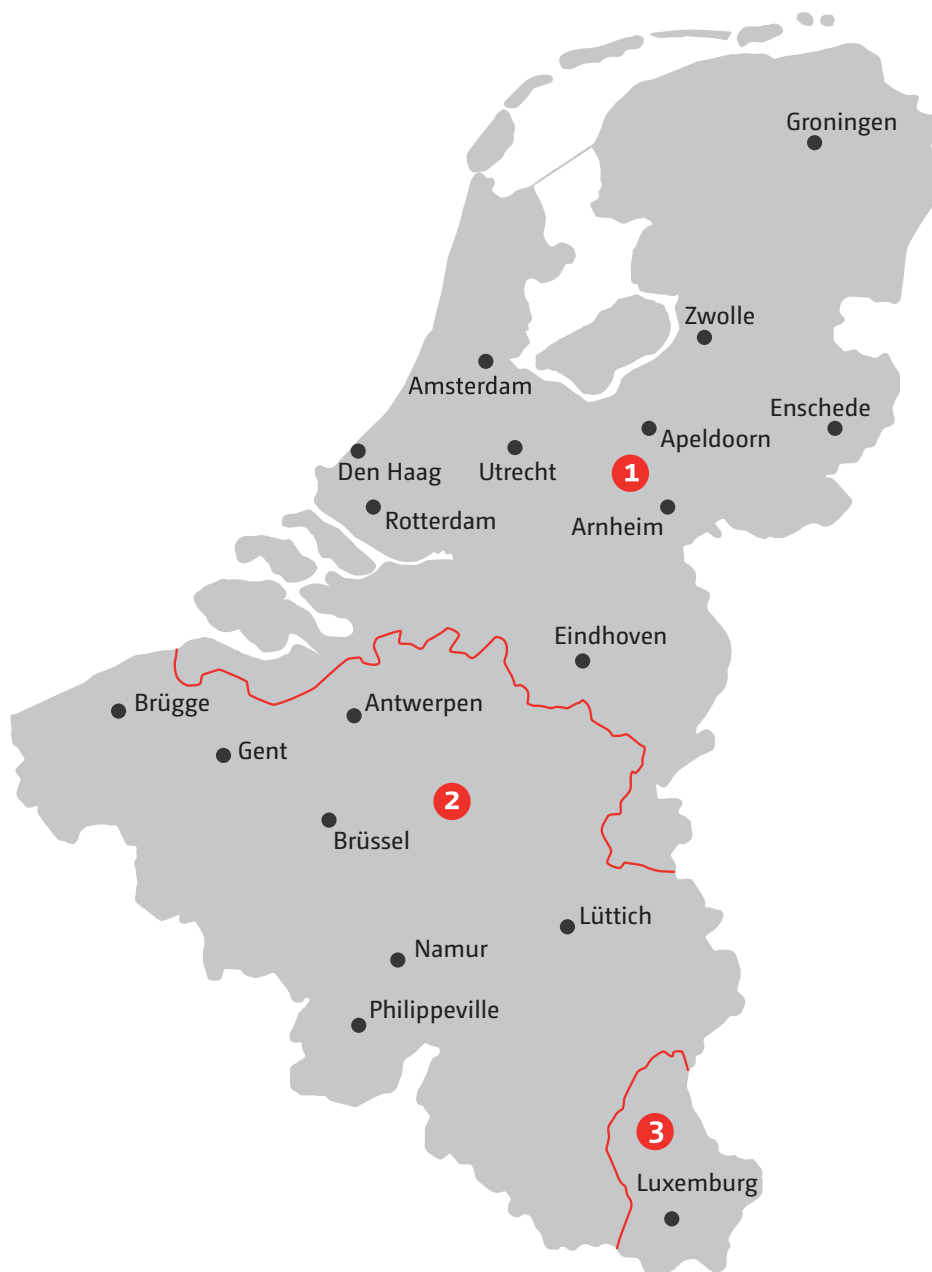 Groningen
Zwolle
Amsterdam
Enschede
Apeldoorn
Den Haag
Utrecht
1
Rotterdam
Arnheim
Eindhoven
Brügge
Antwerpen
Gent
2
Brüssel
Lüttich
Namur
Philippeville
3
Luxemburg